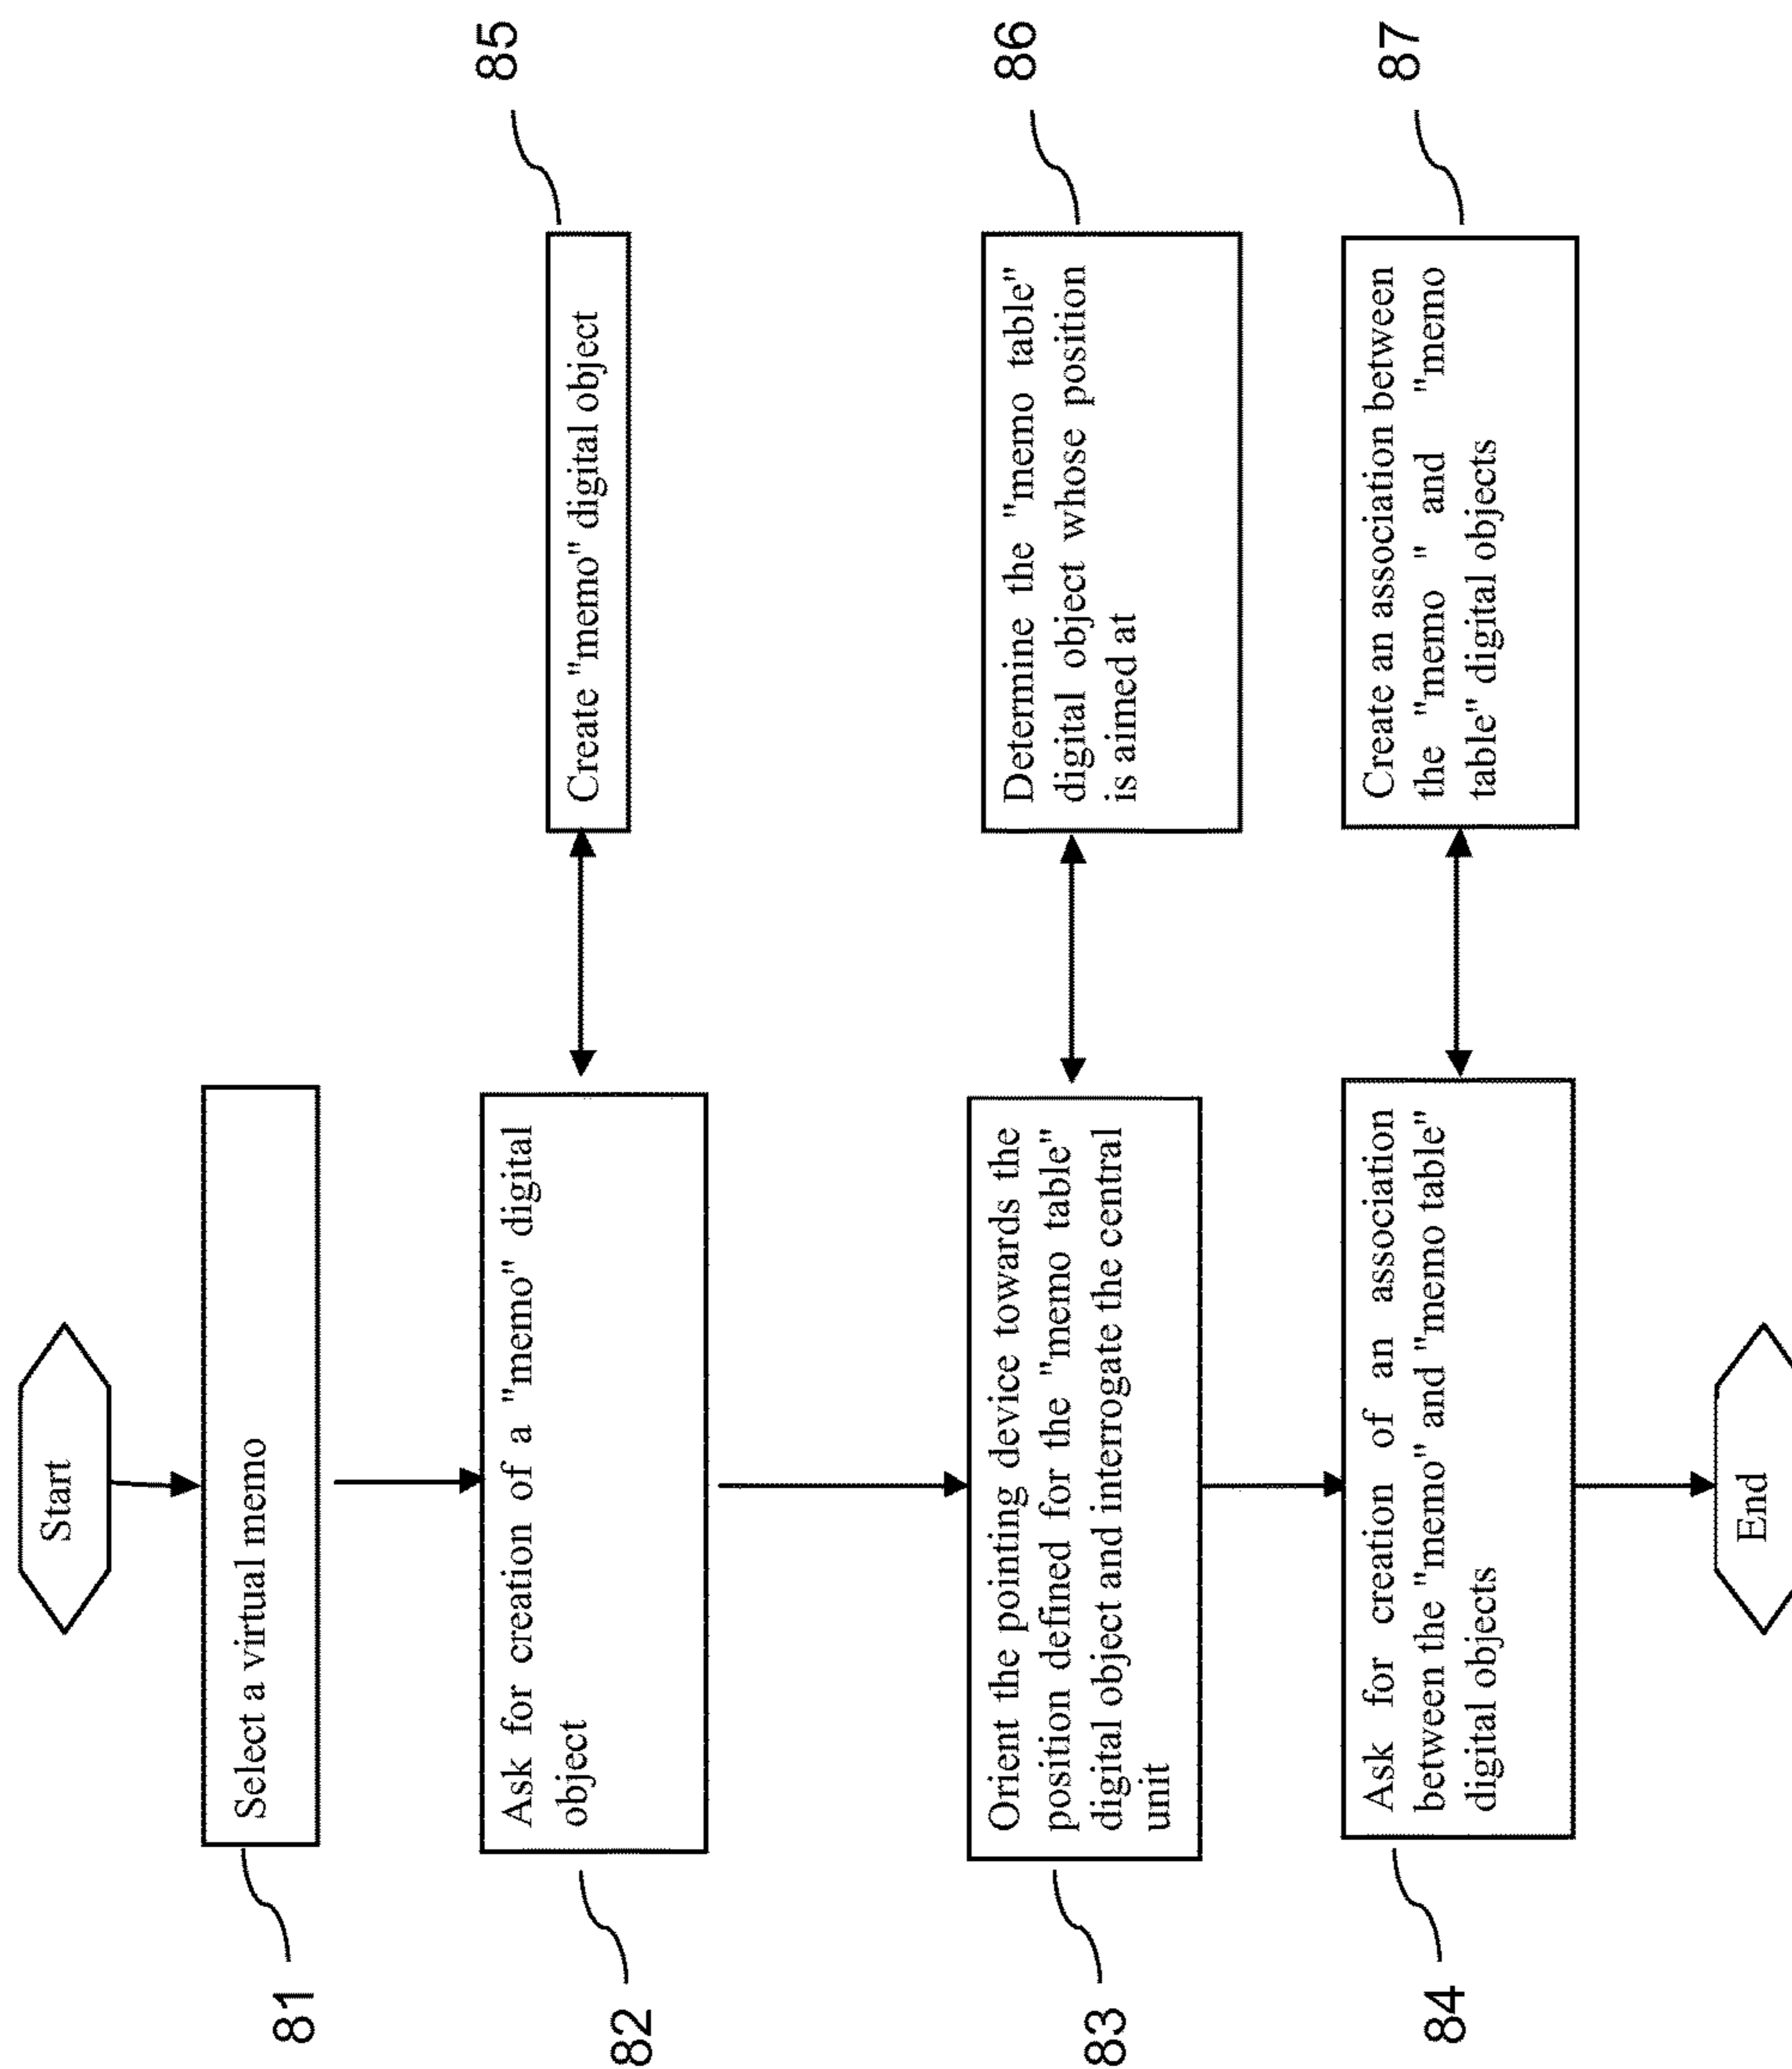 Start
81
Select a virtual memo
82
Ask for creation of a "memo" digital
object
85
Create "memo" digital object
83
Orient the pointing device towards the
position defined for the "memo table"
digital object and interrogate the central
unit
86
Determine the "memo table"
digital object whose position
is aimed at
84
Ask for creation of an association
between the "memo" and "memo table"
digital objects
87
Create an association between
the "memo " and "memo
table" digital objects
End